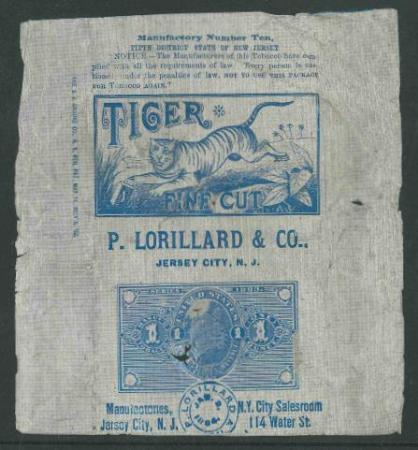 Manufactory Number Ten,
FIFTH DISTRICT STATE OF NEW JERSEY
NOTICE.—The Manufacturers of this Tobacco have com-
plied with all the requirements of law. Every person is cau-
tioned, under the penalties of law, NOT TO USE THIS PACKAGE
FOR TOBACCO AGAIN."
TIGER
FINE CUT
P. LORILLARD & CO.,
JERSEY CITY, N. J.
SERIES
1
1
P. LORILLARD &
Manufactories, N.Y. City Salesroom
Jersey City, N. J. 114 Water St.